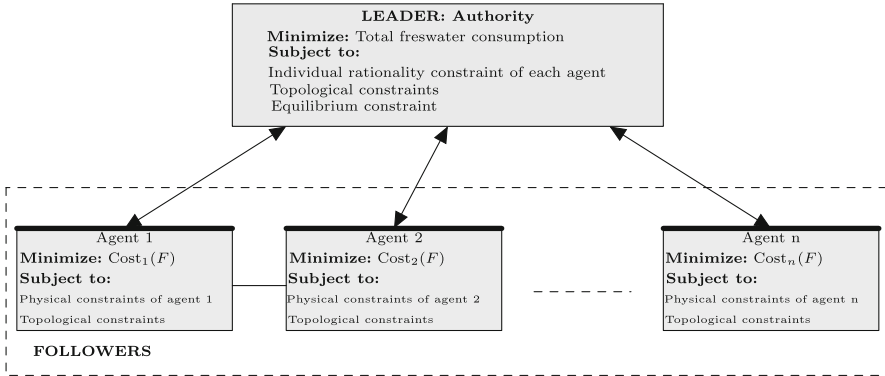 LEADER: Authority
Minimize: Total freswater consumption
Subject to:
Individual rationality constraint of each agent
Topological constraints
Equilibrium constraint
Agent 1
Minimize: Cost₁(F)
Subject to:
Physical constraints of agent 1
Topological constraints
Agent 2
Minimize: Cost₂(F)
Subject to:
Physical constraints of agent 2
Topological constraints
Agent n
Minimize: Costₙ(F)
Subject to:
Physical constraints of agent n
Topological constraints
FOLLOWERS